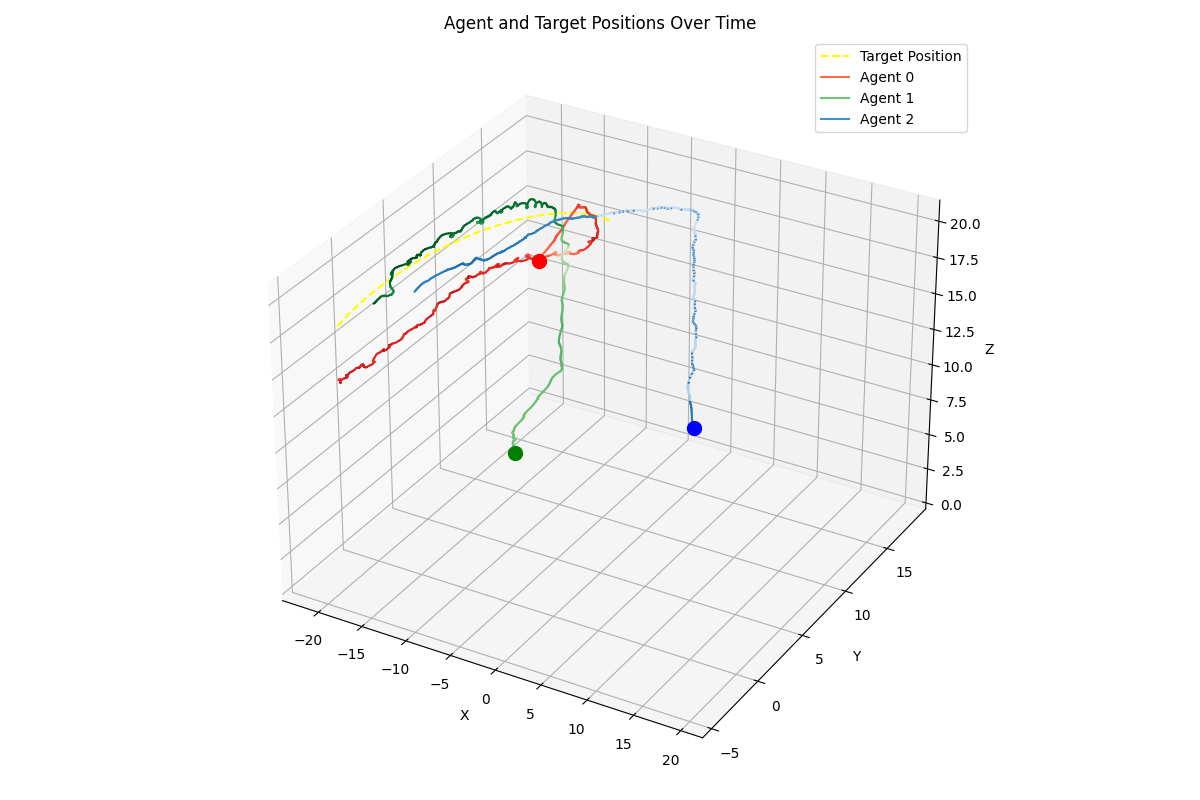 Agent and Target Positions Over Time
Target Position
Agent 0
Agent 1
Agent 2
20.0
17.5
15.0
12.5
10.0
7.5
5.0
2.5
0.0
Z
15
10
5
0
−5
Y
−20
−15
−10
−5
0
5
10
15
20
X